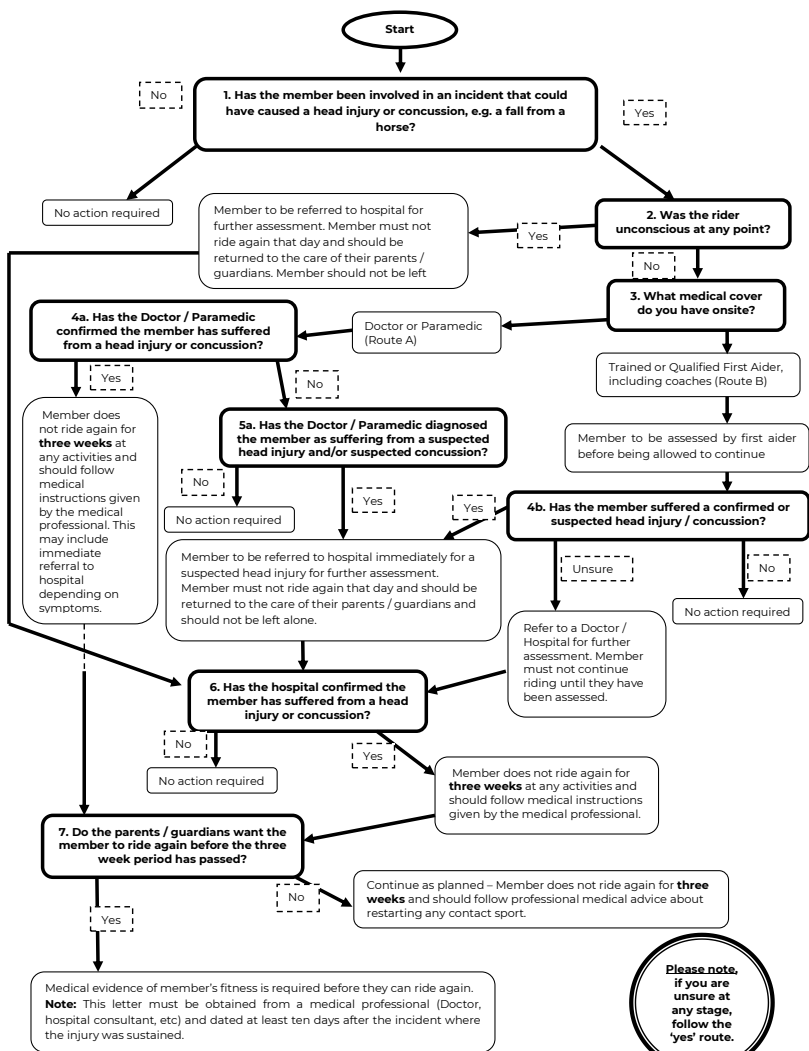 Start
No
1. Has the member been involved in an incident that could
have caused a head injury or concussion, e.g. a fall from a
horse?
Yes
No action required
Member to be referred to hospital for
further assessment. Member must not
ride again that day and should be
returned to the care of their parents /
guardians. Member should not be left
Yes
2. Was the rider
unconscious at any point?
No
3. What medical cover
do you have onsite?
4a. Has the Doctor / Paramedic
confirmed the member has suffered
from a head injury or concussion?
Doctor or Paramedic
(Route A)
Trained or Qualified First Aider,
including coaches (Route B)
Yes
No
Member does
not ride again for
three weeks at
any activities and
should follow
medical
instructions given
by the medical
professional. This
may include
immediate
referral to
hospital
depending on
symptoms.
5a. Has the Doctor / Paramedic diagnosed
the member as suffering from a suspected
head injury and/or suspected concussion?
Member to be assessed by first aider
before being allowed to continue
No
Yes
No action required
Yes
4b. Has the member suffered a confirmed or
suspected head injury / concussion?
Member to be referred to hospital immediately for a
suspected head injury for further assessment.
Member must not ride again that day and should be
returned to the care of their parents / guardians and
should not be left alone.
Unsure
No
No action required
Refer to a Doctor /
Hospital for further
assessment. Member
must not continue
riding until they have
been assessed.
6. Has the hospital confirmed the
member has suffered from a head
injury or concussion?
No
Yes
No action required
Member does not ride again for
three weeks at any activities and
should follow medical instructions
given by the medical professional.
7. Do the parents / guardians want the
member to ride again before the three
week period has passed?
No
Yes
Continue as planned – Member does not ride again for three
weeks and should follow professional medical advice about
restarting any contact sport.
Medical evidence of member's fitness is required before they can ride again.
Note: This letter must be obtained from a medical professional (Doctor,
hospital consultant, etc) and dated at least ten days after the incident where
the injury was sustained.
Please note,
if you are
unsure at
any stage,
follow the
'yes' route.